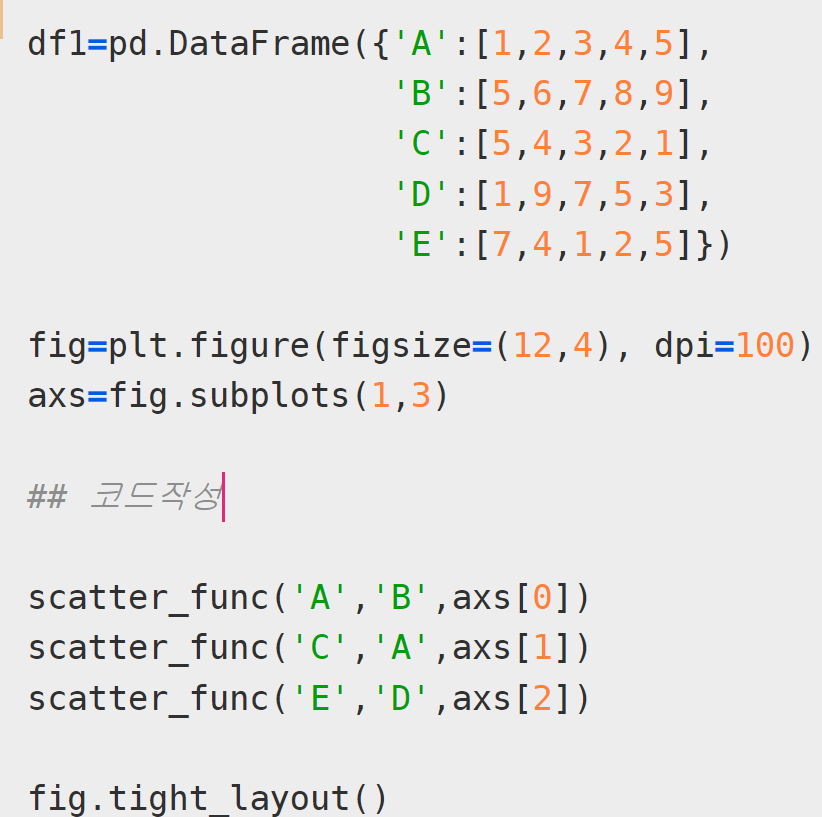 df1=pd.DataFrame({'A':[1,2,3,4,5],
                  'B':[5,6,7,8,9],
                  'C':[5,4,3,2,1],
                  'D':[1,9,7,5,3],
                  'E':[7,4,1,2,5]})
fig=plt.figure(figsize=(12,4), dpi=100)
axs=fig.subplots(1,3)
## 코드작성
scatter_func('A','B',axs[0])
scatter_func('C','A',axs[1])
scatter_func('E','D',axs[2])
fig.tight_layout()